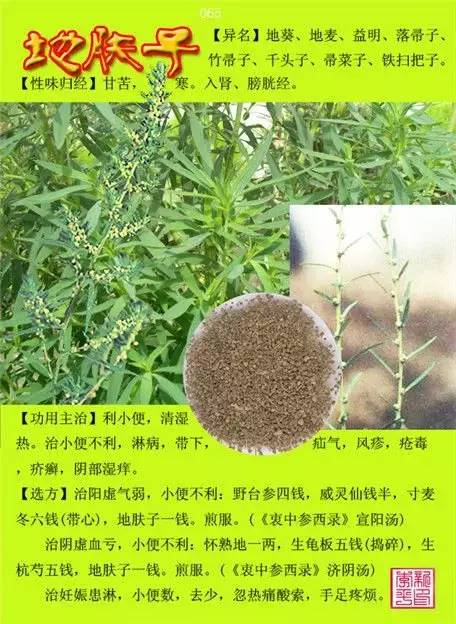 065
地肤子
【异名】地葵、地麦、益明、落帚子、
竹帚子、千头子、帚菜子、铁扫把子。
【性味归经】甘苦，寒。入肾、膀胱经。
【功用主治】利小便，清湿
热。治小便不利，淋病，带下，疝气，风疹，疮毒
，疥癣，阴部湿痒。
【选方】治阳虚气弱，小便不利：野台参四钱，威灵仙钱半，寸麦
冬六钱(带心)，地肤子一钱。煎服。(《衷中参西录》宣阳汤)
治阴虚血亏，小便不利：怀熟地一两，生龟板五钱(捣碎)，生
杭芍五钱，地肤子一钱。煎服。(《衷中参西录》济阴汤)
治妊娠患淋，小便数，去少，忽热痛酸索，手足疼烦。